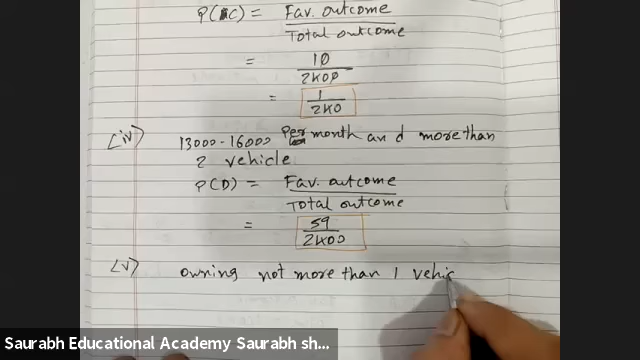 P(C) = Fav. outcome
Total outcome
= 10
2400
= 1
240
(iv) 13000-16000 per month and more than
2 vehicle
P(D) = Fav. outcome
Total outcome
= 59
2400
(v) owning not more than 1 vehic
Saurabh Educational Academy Saurabh sh...